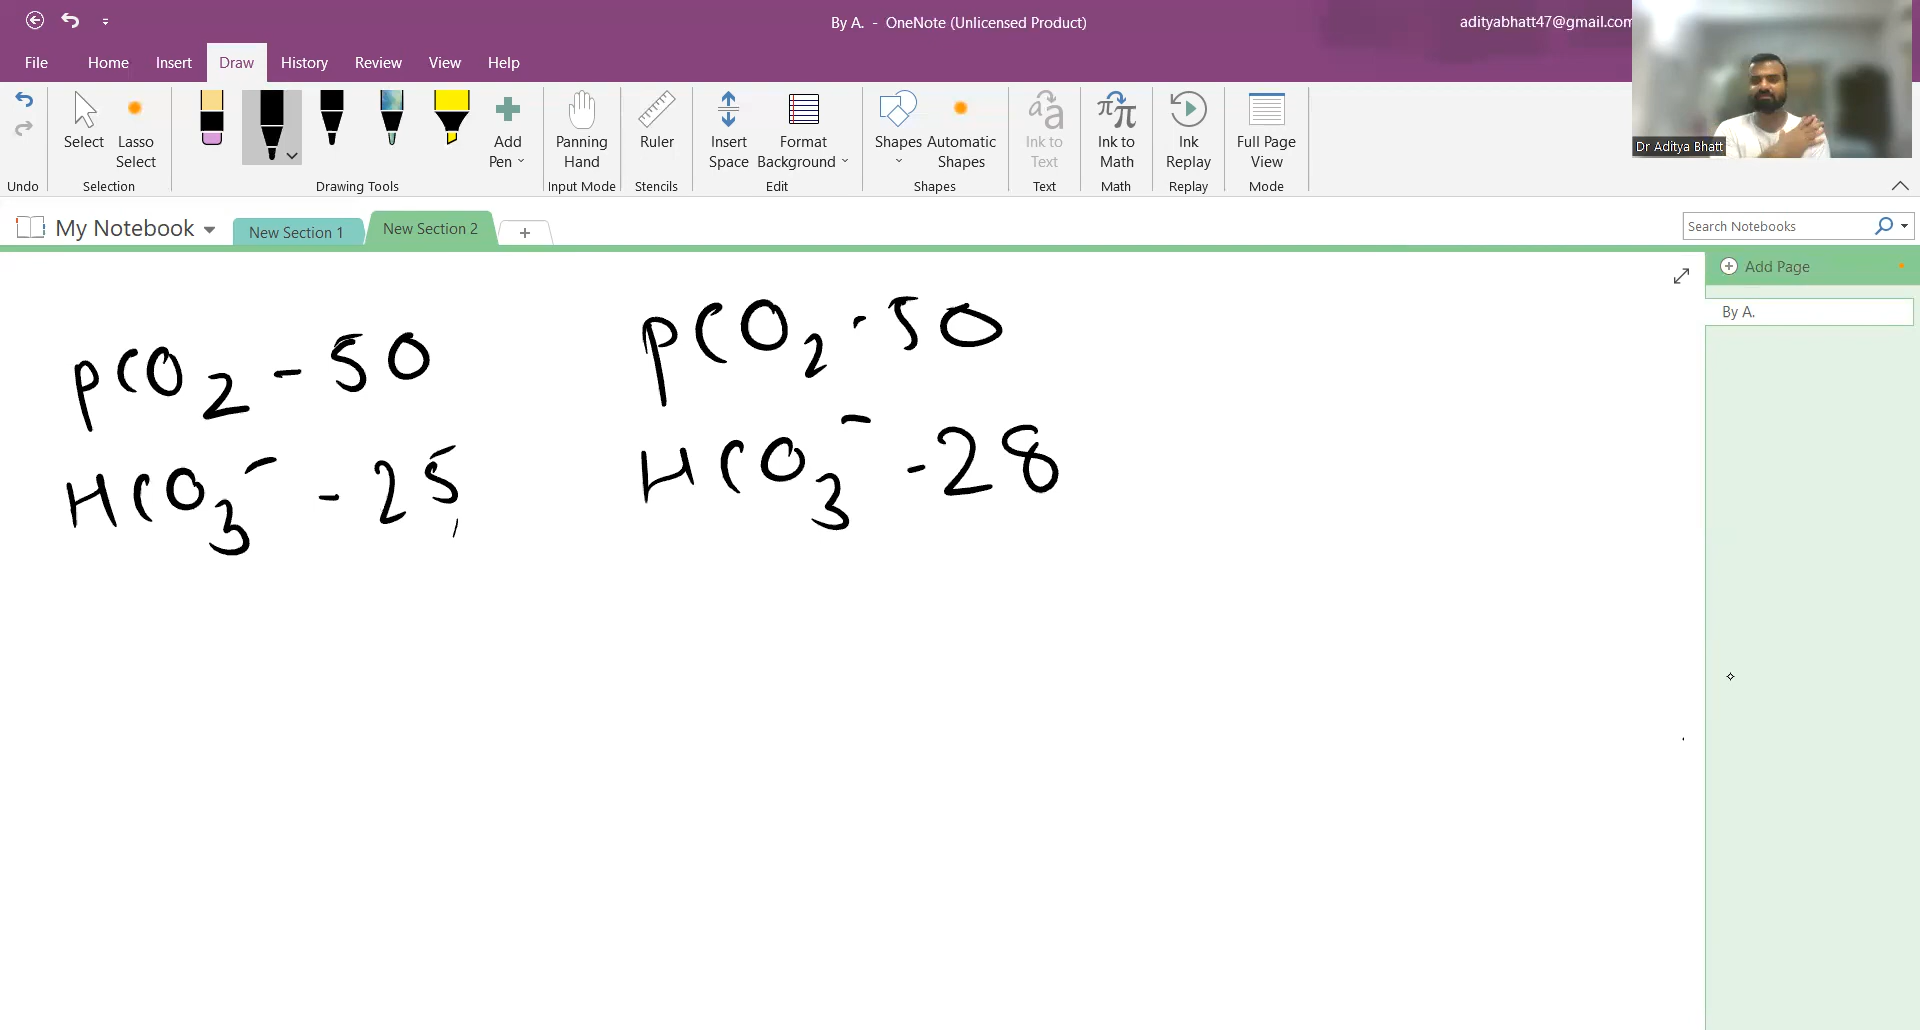 By A. - OneNote (Unlicensed Product)
adityabhatt47@gmail.com
File Home Insert Draw History Review View Help
Select
Lasso Select
Add Pen
Panning Hand
Ruler
Insert Space
Format Background
Shapes
Automatic Shapes
Ink to Text
Ink to Math
Ink Replay
Full Page View
Dr Aditya Bhatt
Undo Selection Drawing Tools Input Mode Stencils Edit Shapes Text Math Replay Mode
My Notebook New Section 1 New Section 2
Search Notebooks
Add Page
By A.
pCO2 - 50
HCO3⁻ - 25
pCO2 - 50
HCO3⁻ - 28